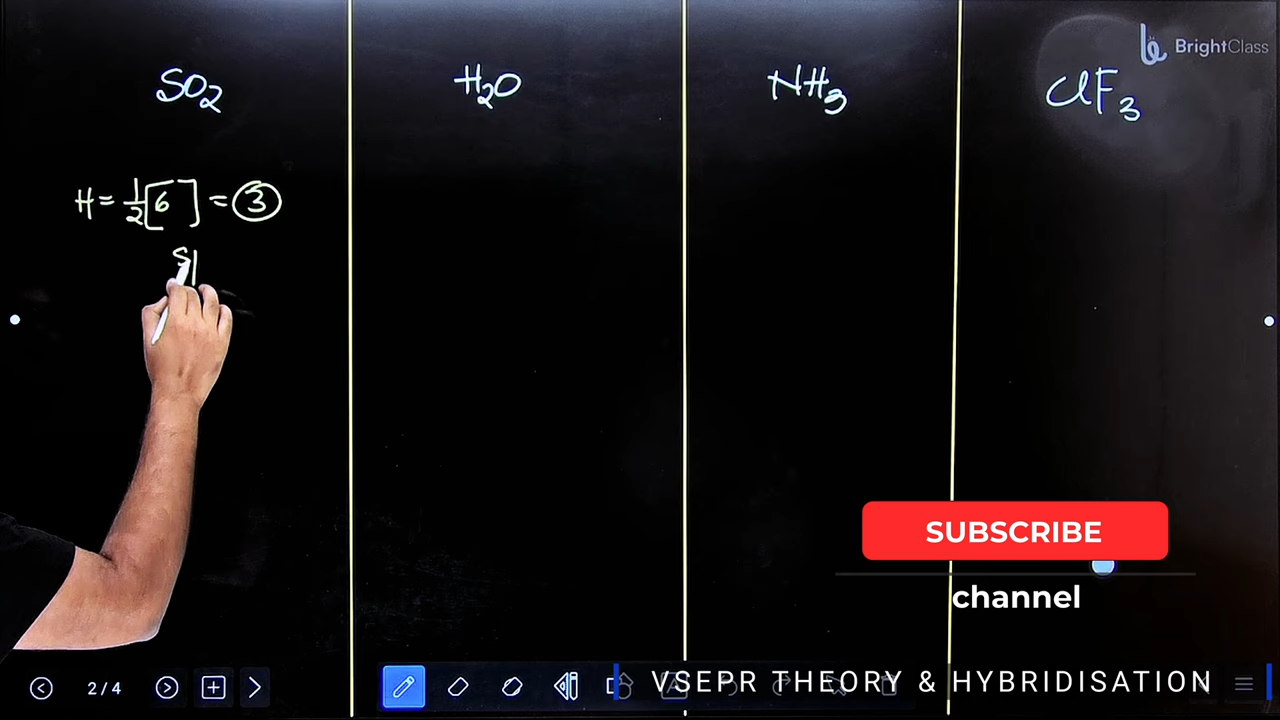 BrightClass
SO2
H2O
NH3
ClF3
H = 1/2 [6 ] = 3
S
SUBSCRIBE
channel
2/4
VSEPR THEORY & HYBRIDISATION